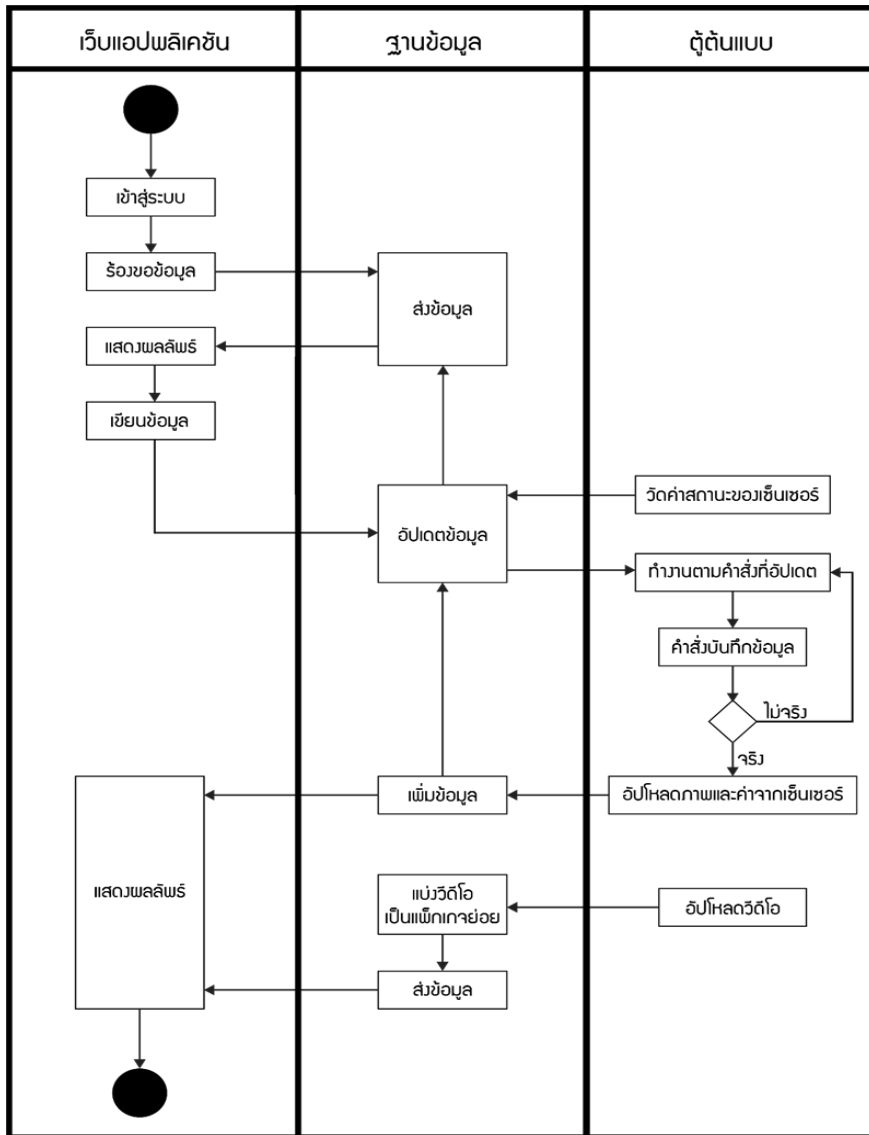 เว็บแอปพลิเคชัน
ฐานข้อมูล
ตู้ต้นแบบ
เข้าสู่ระบบ
ร้องขอข้อมูล
ส่งข้อมูล
แสดงผลลัพธ์
เขียนข้อมูล
วัดค่าสถานะของเซ็นเซอร์
อัปเดตข้อมูล
ทำงานตามคำสั่งที่อัปเดต
คำสั่งบันทึกข้อมูล
ไม่จริง
จริง
เพิ่มข้อมูล
อัปโหลดภาพและค่าจากเซ็นเซอร์
แสดงผลลัพธ์
แบ่งวีดีโอ
เป็นแพ็กเกจย่อย
อัปโหลดวีดีโอ
ส่งข้อมูล